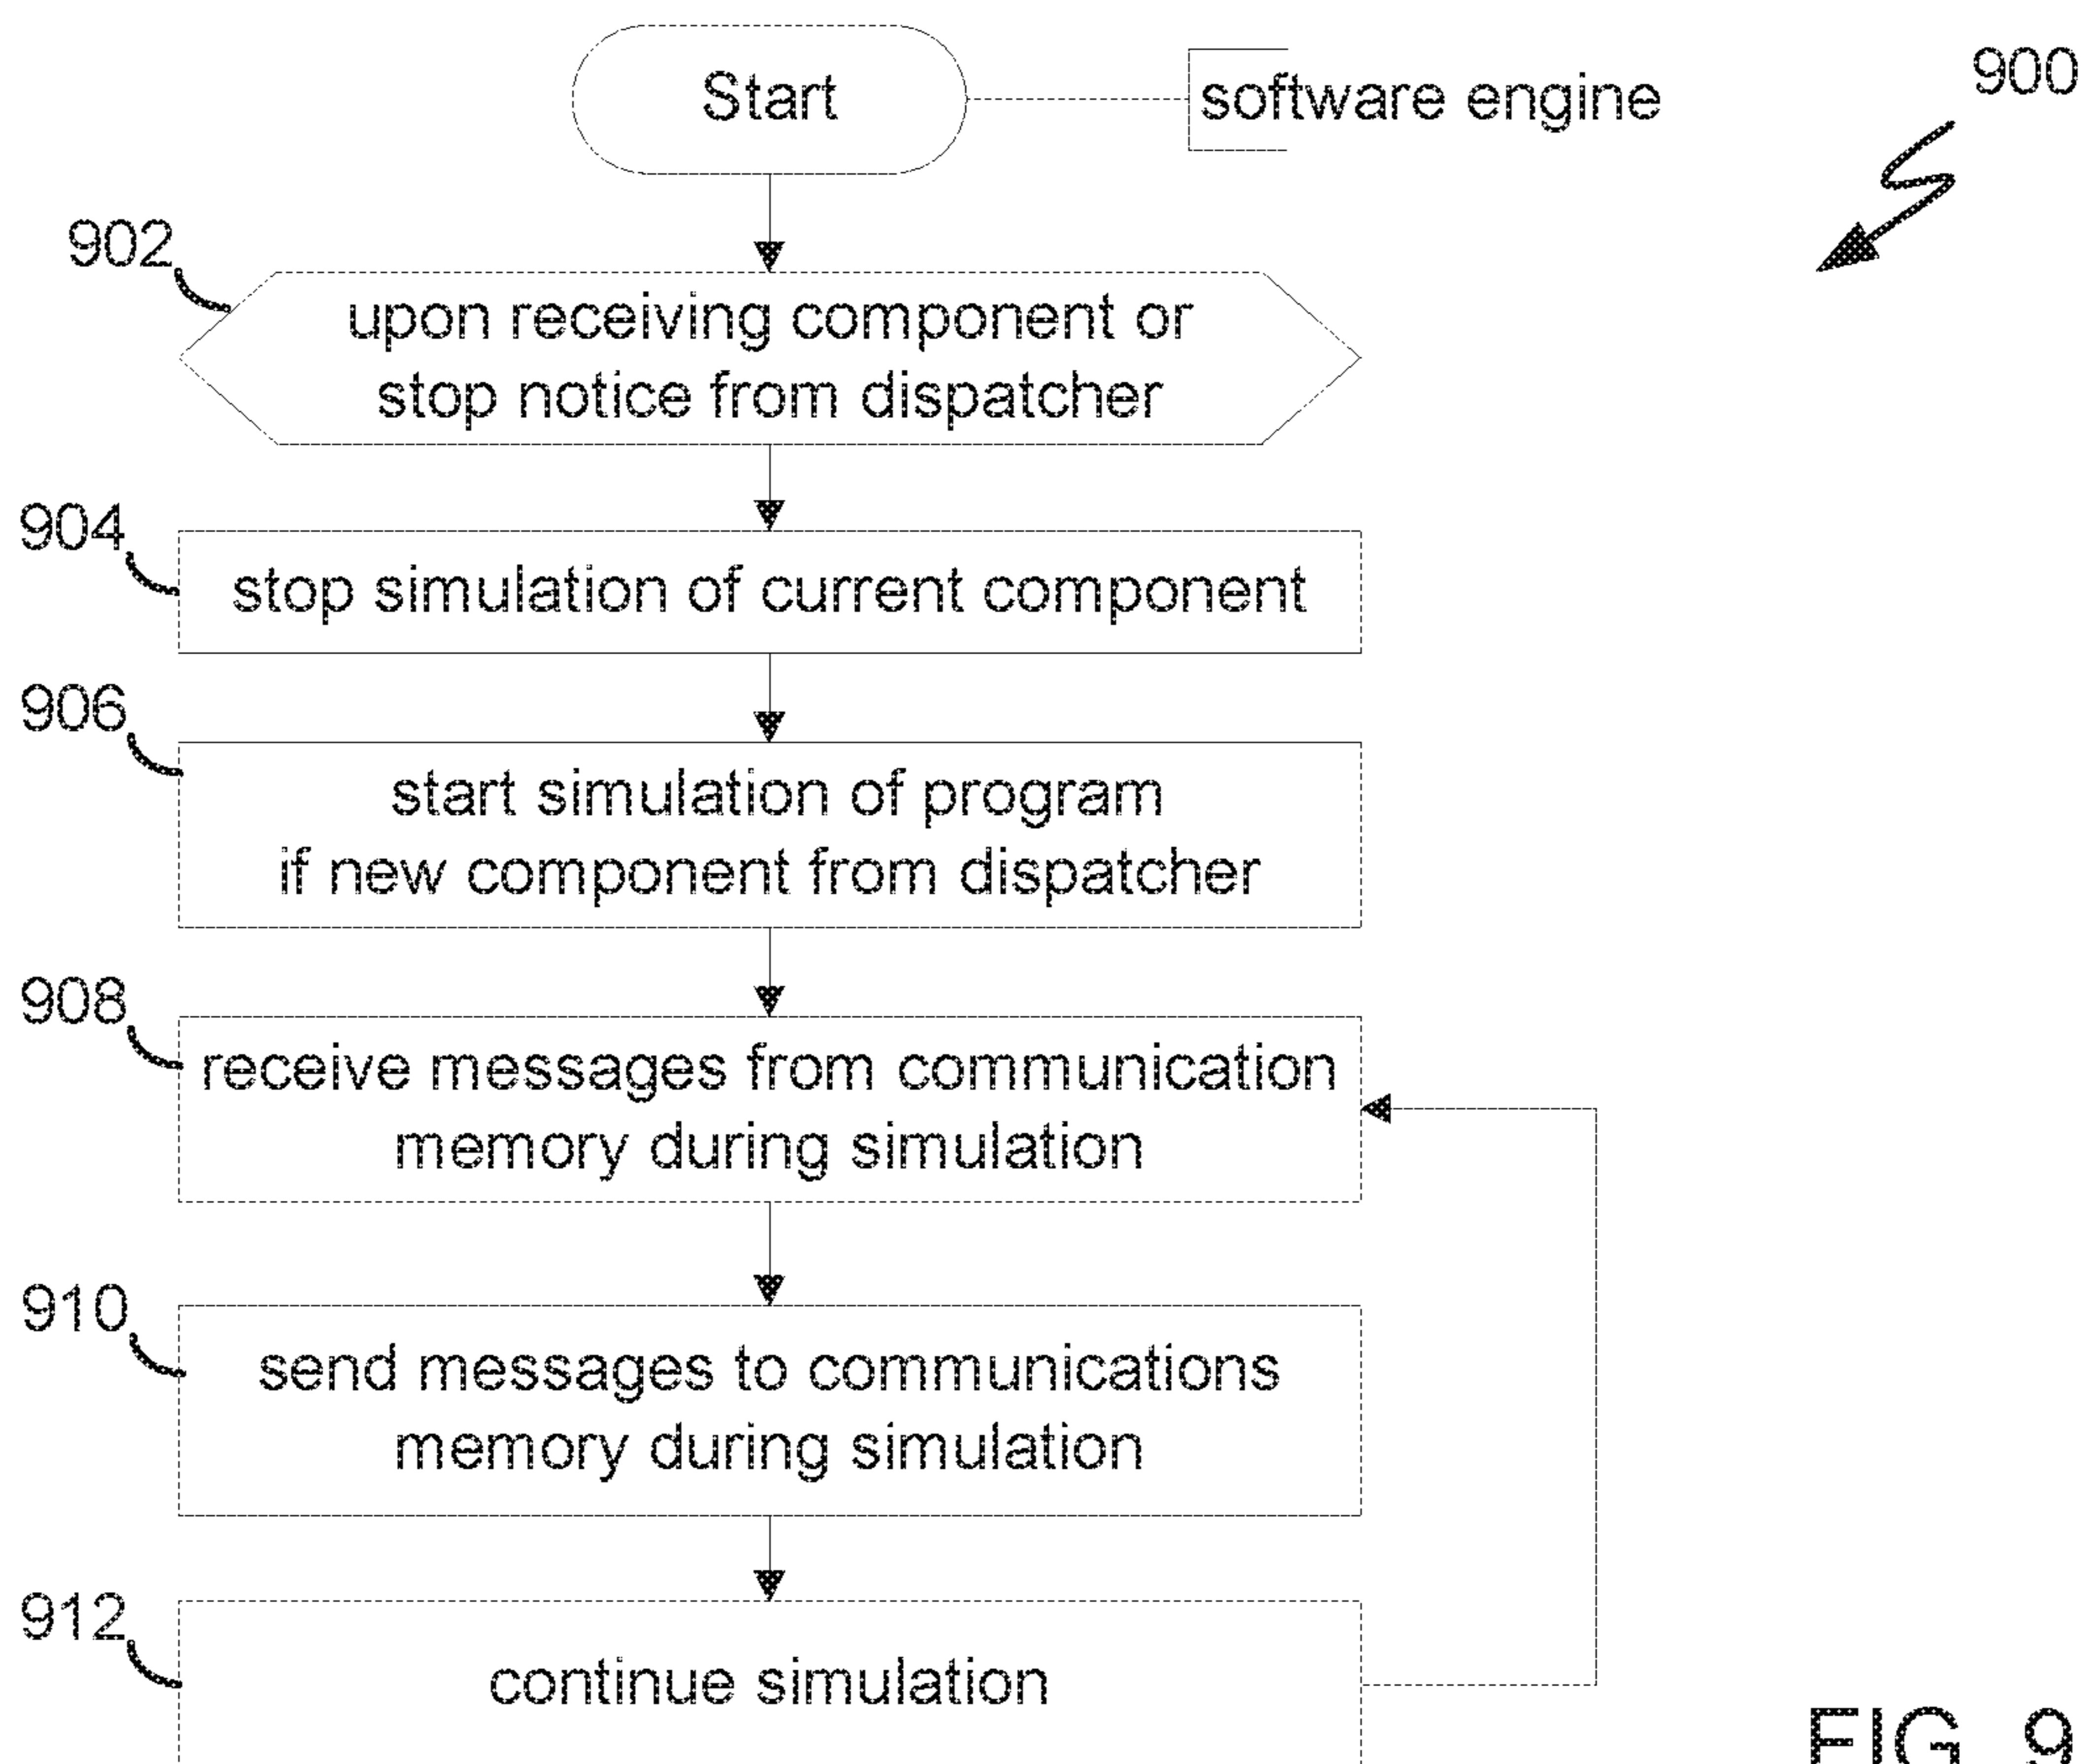 Start
software engine
900
902
upon receiving component or
stop notice from dispatcher
904
stop simulation of current component
906
start simulation of program
if new component from dispatcher
908
receive messages from communication
memory during simulation
910
send messages to communications
memory during simulation
912
continue simulation
FIG. 9